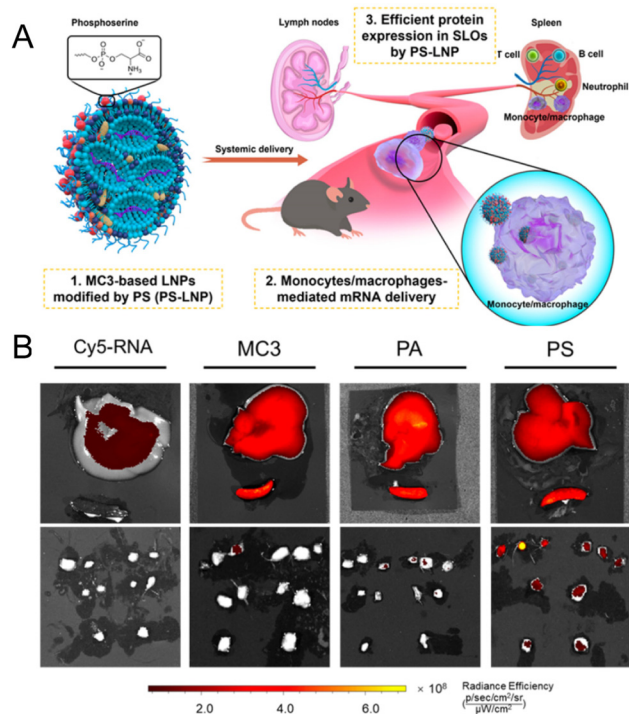 A
Phosphoserine
Lymph nodes
3. Efficient protein
expression in SLOs
by PS-LNP
Spleen
T cell
B cell
Neutrophil
Monocyte/macrophage
Systemic delivery
1. MC3-based LNPs
modified by PS (PS-LNP)
2. Monocytes/macrophages-
mediated mRNA delivery
Monocyte/macrophage
B
Cy5-RNA
MC3
PA
PS
2.0
4.0
6.0
× 10⁸
Radiance Efficiency
(p/sec/cm²/sr
µW/cm²)